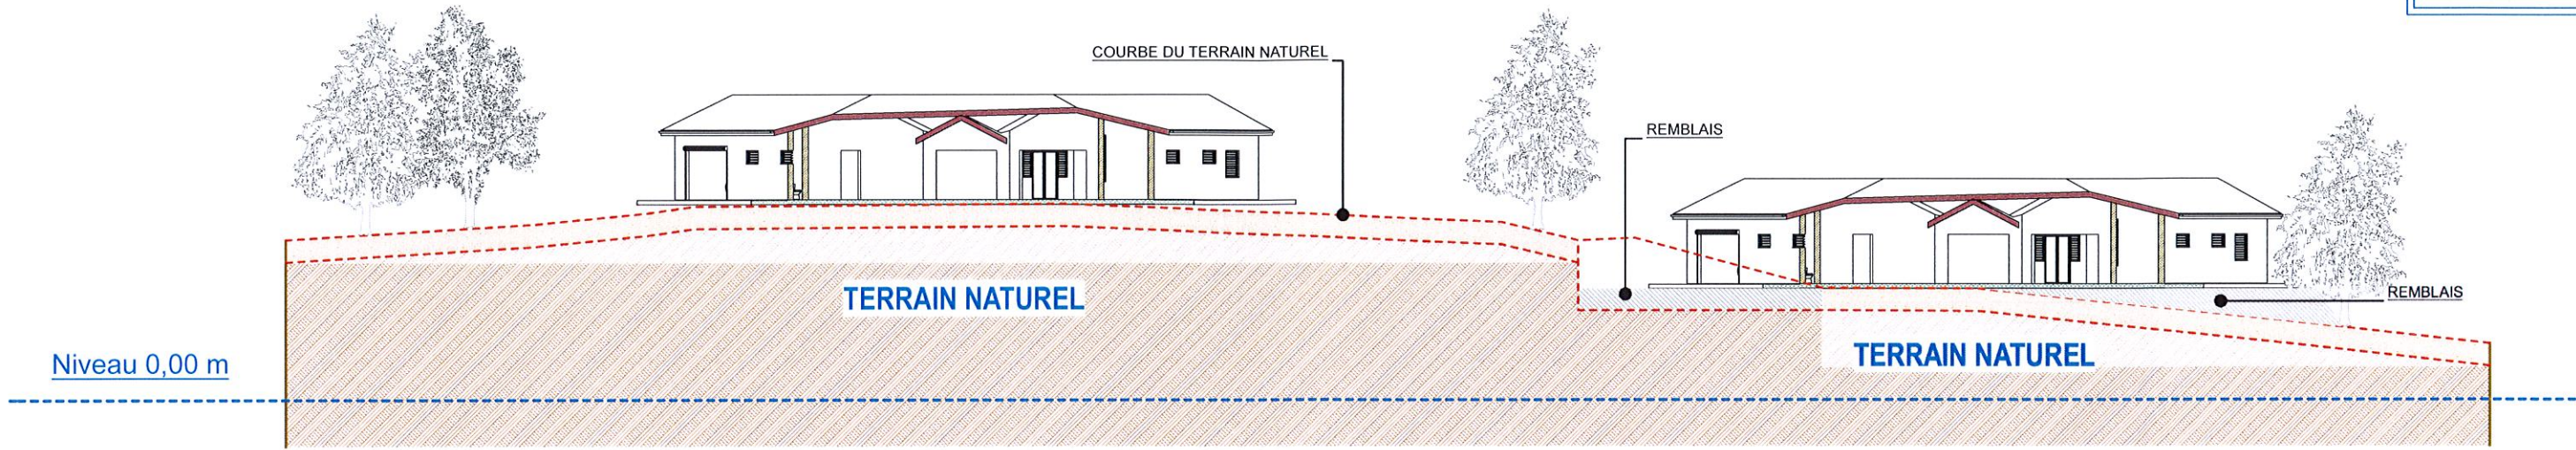 COURBE DU TERRAIN NATUREL
REMBLAIS
TERRAIN NATUREL
REMBLAIS
TERRAIN NATUREL
Niveau 0,00 m